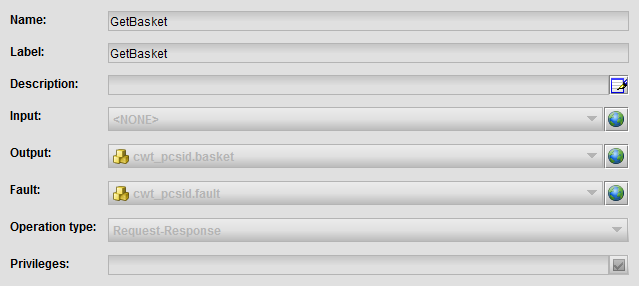 Name: GetBasket
Label: GetBasket
Description:
Input: <NONE>
Output: cwt_pcsid.basket
Fault: cwt_pcsid.fault
Operation type: Request-Response
Privileges: